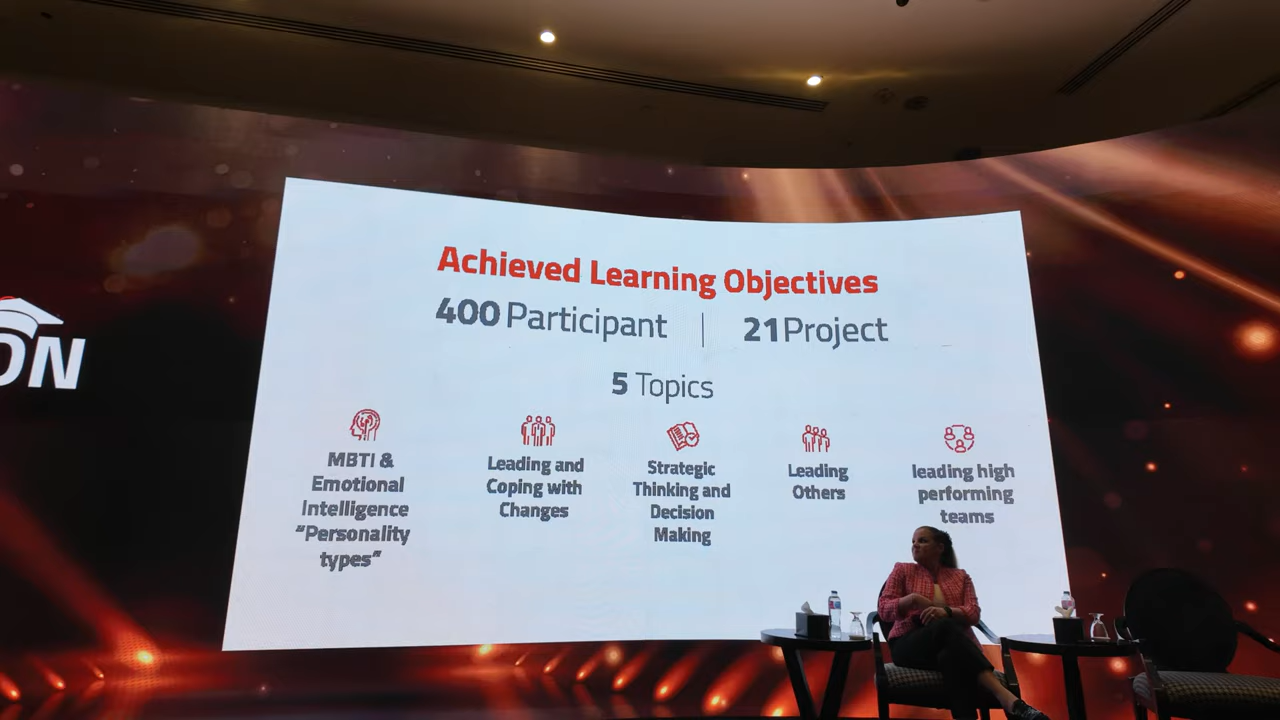 Achieved Learning Objectives
400 Participant | 21 Project
5 Topics
MBTI &
Emotional
Intelligence
“Personality
types”
Leading and
Coping with
Changes
Strategic
Thinking and
Decision
Making
Leading
Others
leading high
performing
teams